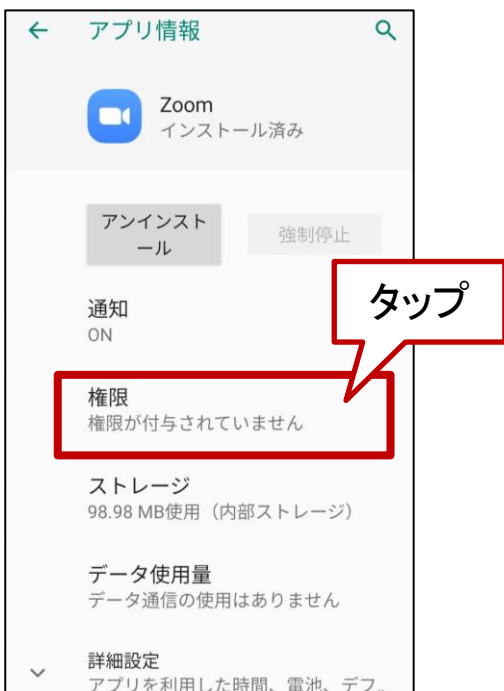 アプリ情報
Zoom
インストール済み
アンインスト
ール
強制停止
タップ
通知
ON
権限
権限が付与されていません
ストレージ
98.98 MB使用（内部ストレージ）
データ使用量
データ通信の使用はありません
詳細設定
アプリを利用した時間、電池、デフ..